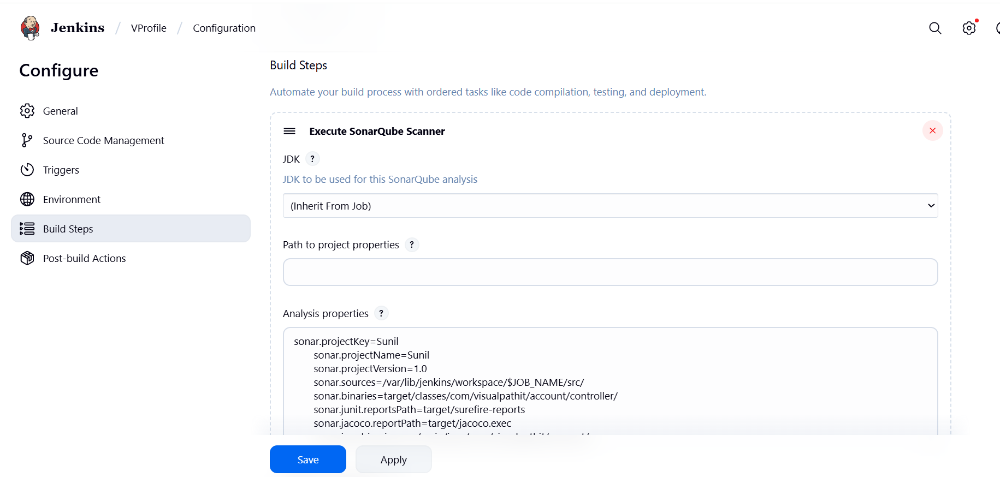 Jenkins / VProfile / Configuration
Configure
General
Source Code Management
Triggers
Environment
Build Steps
Post-build Actions
Build Steps
Automate your build process with ordered tasks like code compilation, testing, and deployment.
Execute SonarQube Scanner
JDK ?
JDK to be used for this SonarQube analysis
(Inherit From Job)
Path to project properties ?
Analysis properties ?
sonar.projectKey=Sunil
sonar.projectName=Sunil
sonar.projectVersion=1.0
sonar.sources=/var/lib/jenkins/workspace/$JOB_NAME/src/
sonar.binaries=target/classes/com/visualpathit/account/controller/
sonar.junit.reportsPath=target/surefire-reports
sonar.jacoco.reportPath=target/jacoco.exec
Save
Apply